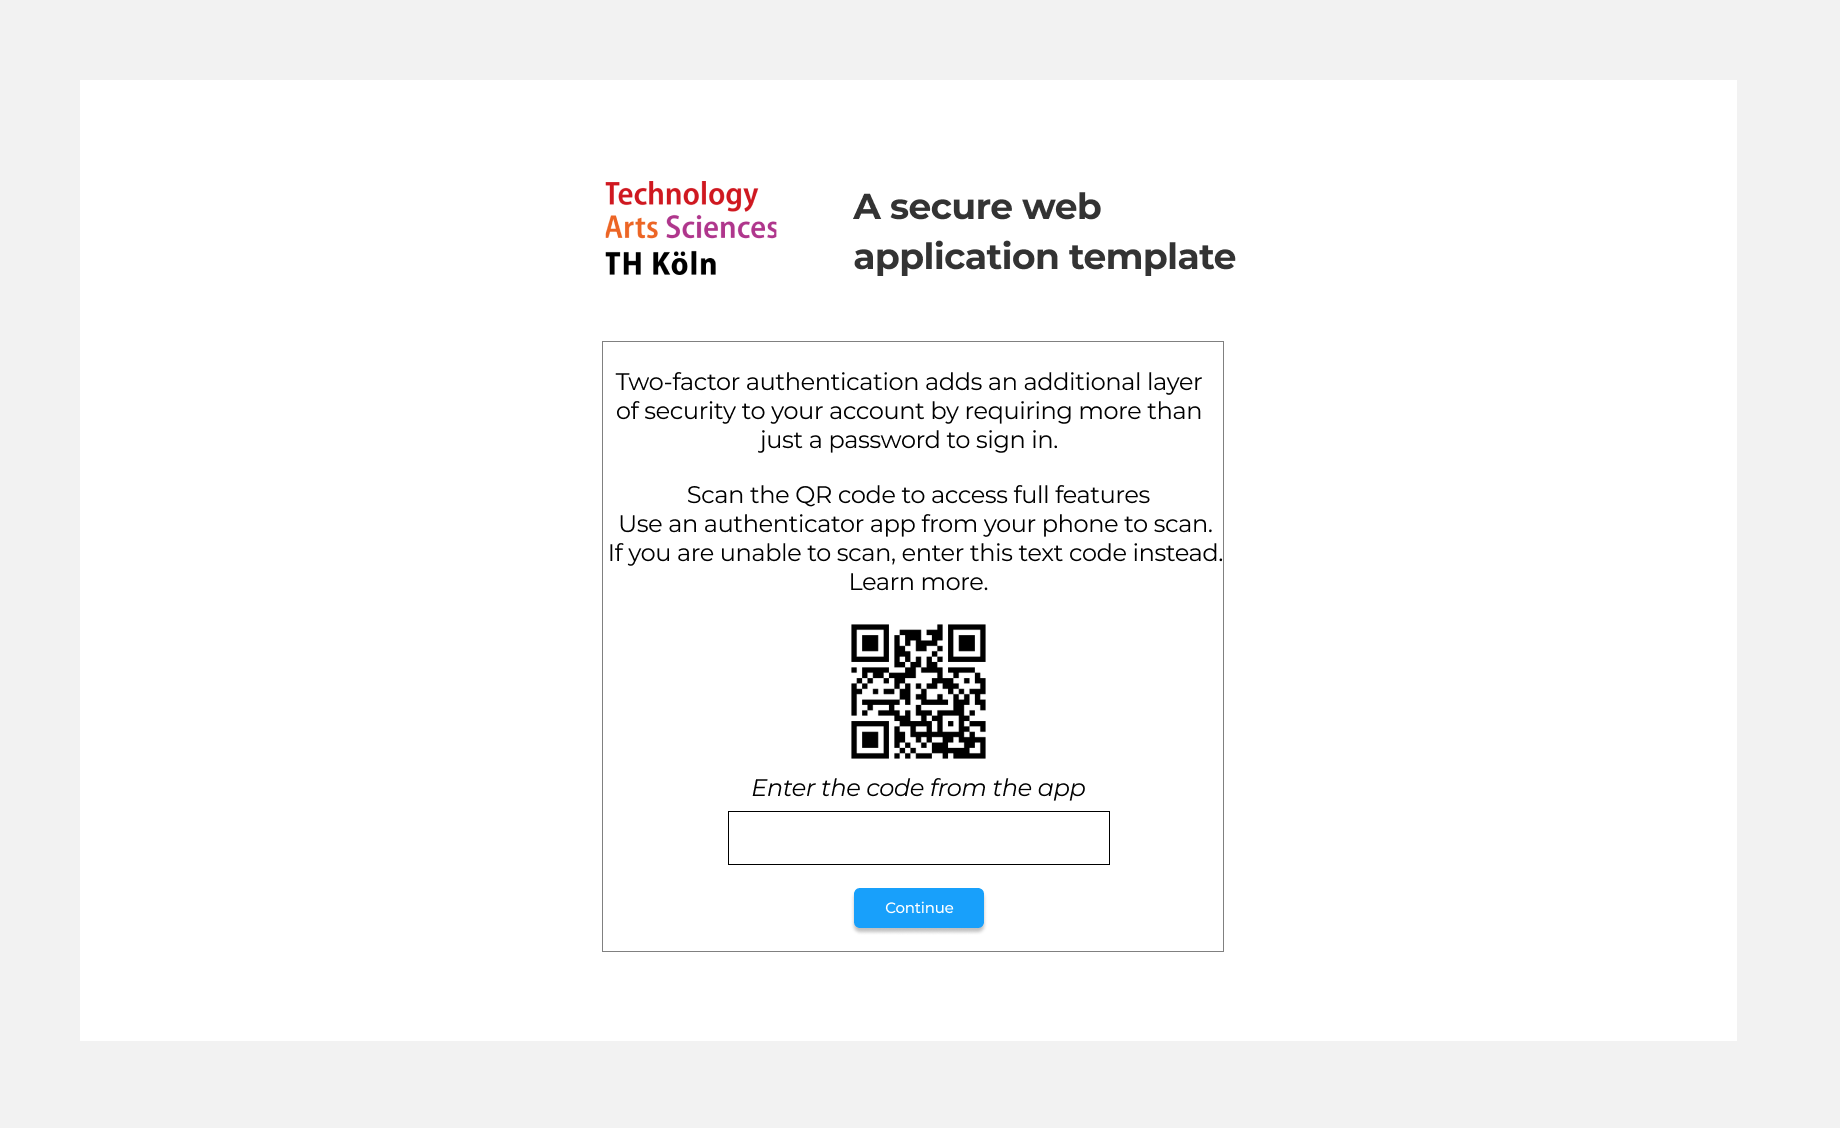 Technology
Arts Sciences
TH Köln
A secure web
application template
Two-factor authentication adds an additional layer
of security to your account by requiring more than
just a password to sign in.
Scan the QR code to access full features
Use an authenticator app from your phone to scan.
If you are unable to scan, enter this text code instead.
Learn more.
Enter the code from the app
Continue